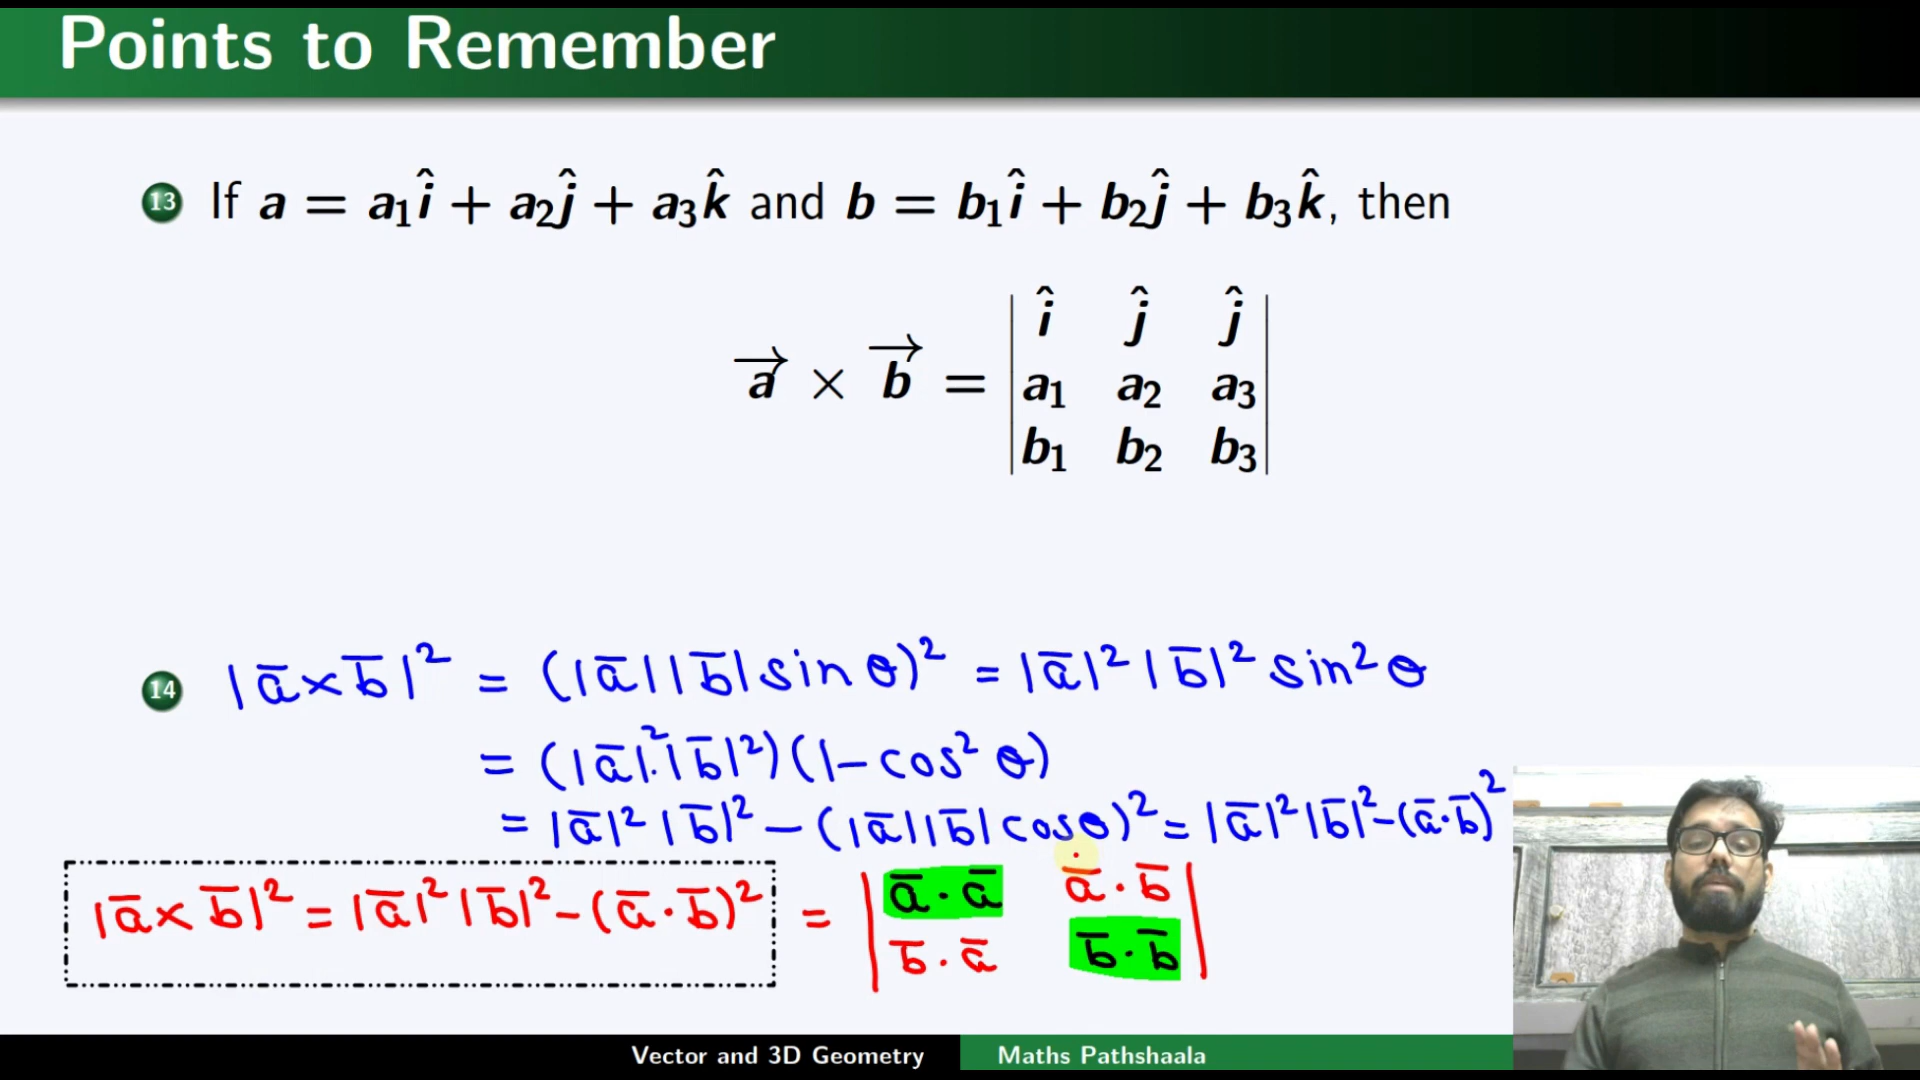 Points to Remember
13 If a = a₁î + a₂ĵ + a₃k̂ and b = b₁î + b₂ĵ + b₃k̂, then
a⃗ × b⃗ = | î ĵ ĵ |
| a₁ a₂ a₃ |
| b₁ b₂ b₃ |
14 |a̅×b̅|² = (|a̅||b̅|sin θ)² = |a̅|²|b̅|² sin²θ
= (|a̅|².|b̅|²)(1-cos² θ)
= |a̅|²|b̅|² - (|a̅||b̅|cosθ)² = |a̅|²|b̅|²-(a̅·b̅)²
|a̅×b̅|² = |a̅|²|b̅|²-(a̅·b̅)² = | a̅·a̅ a̅·b̅ |
| b̅·a̅ b̅·b̅ |
Vector and 3D Geometry Maths Pathshaala